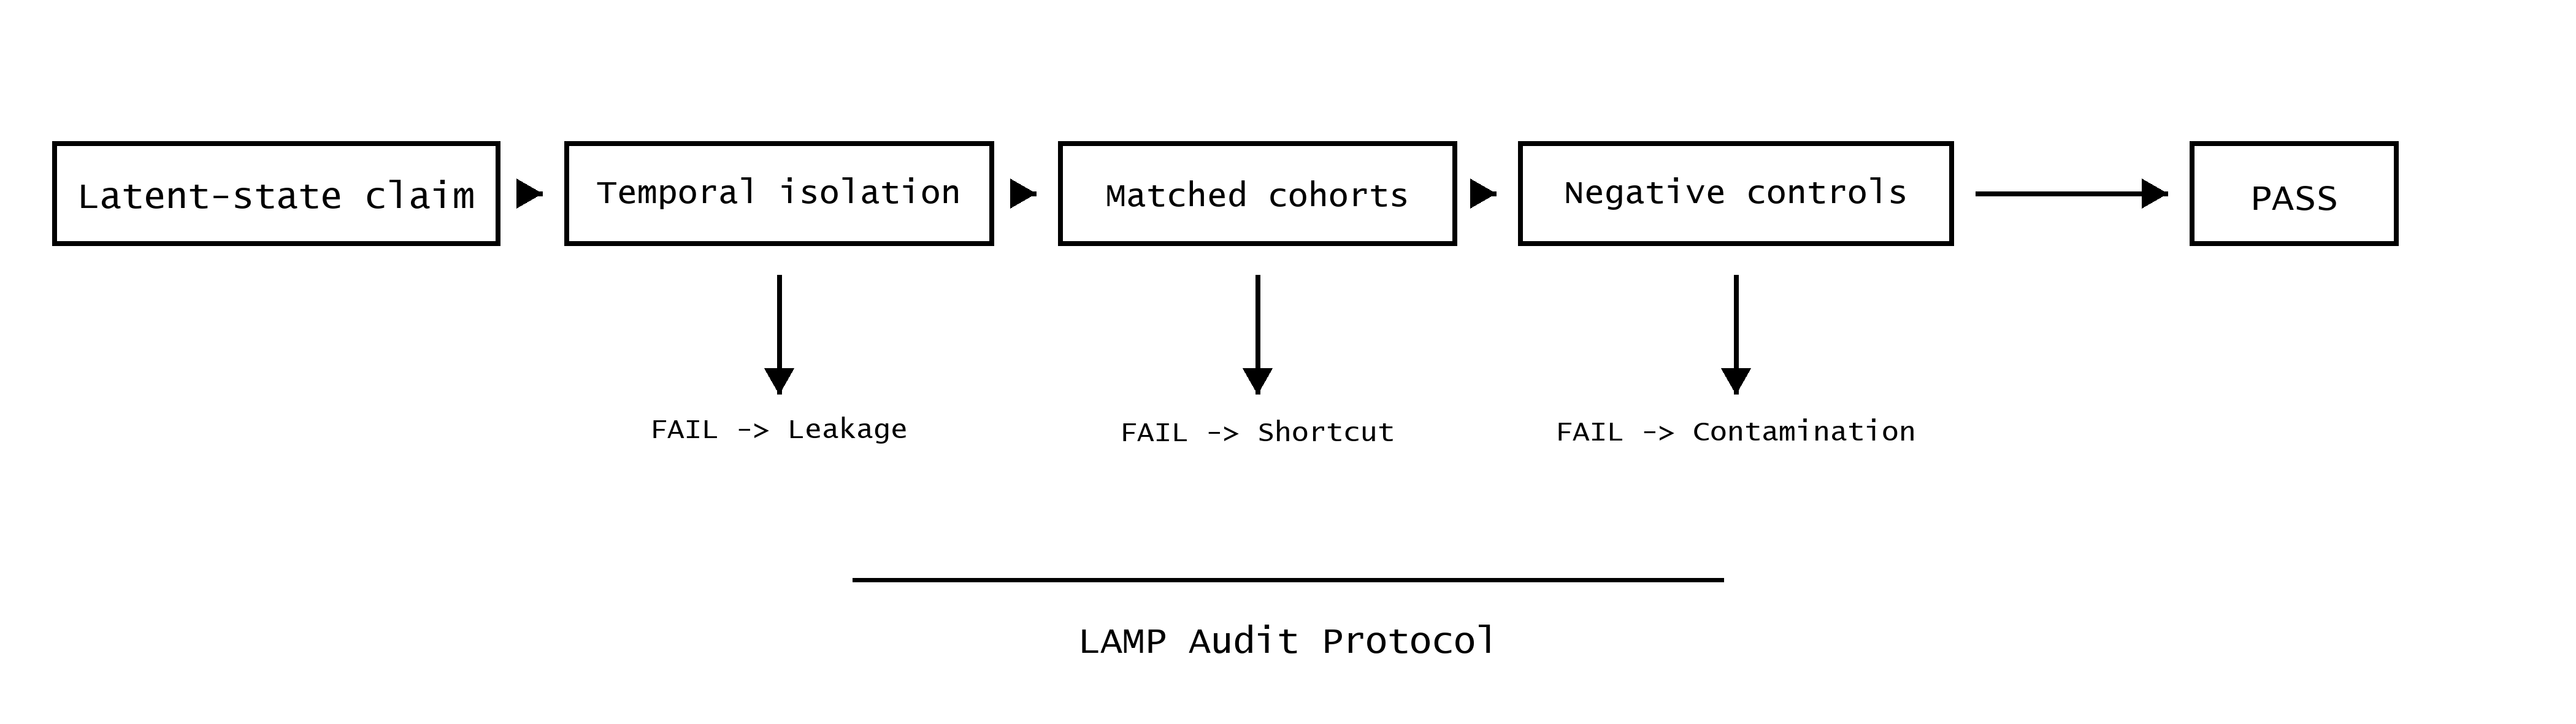 Latent-state claim
Temporal isolation
Matched cohorts
Negative controls
PASS
FAIL -> Leakage
FAIL -> Shortcut
FAIL -> Contamination
LAMP Audit Protocol